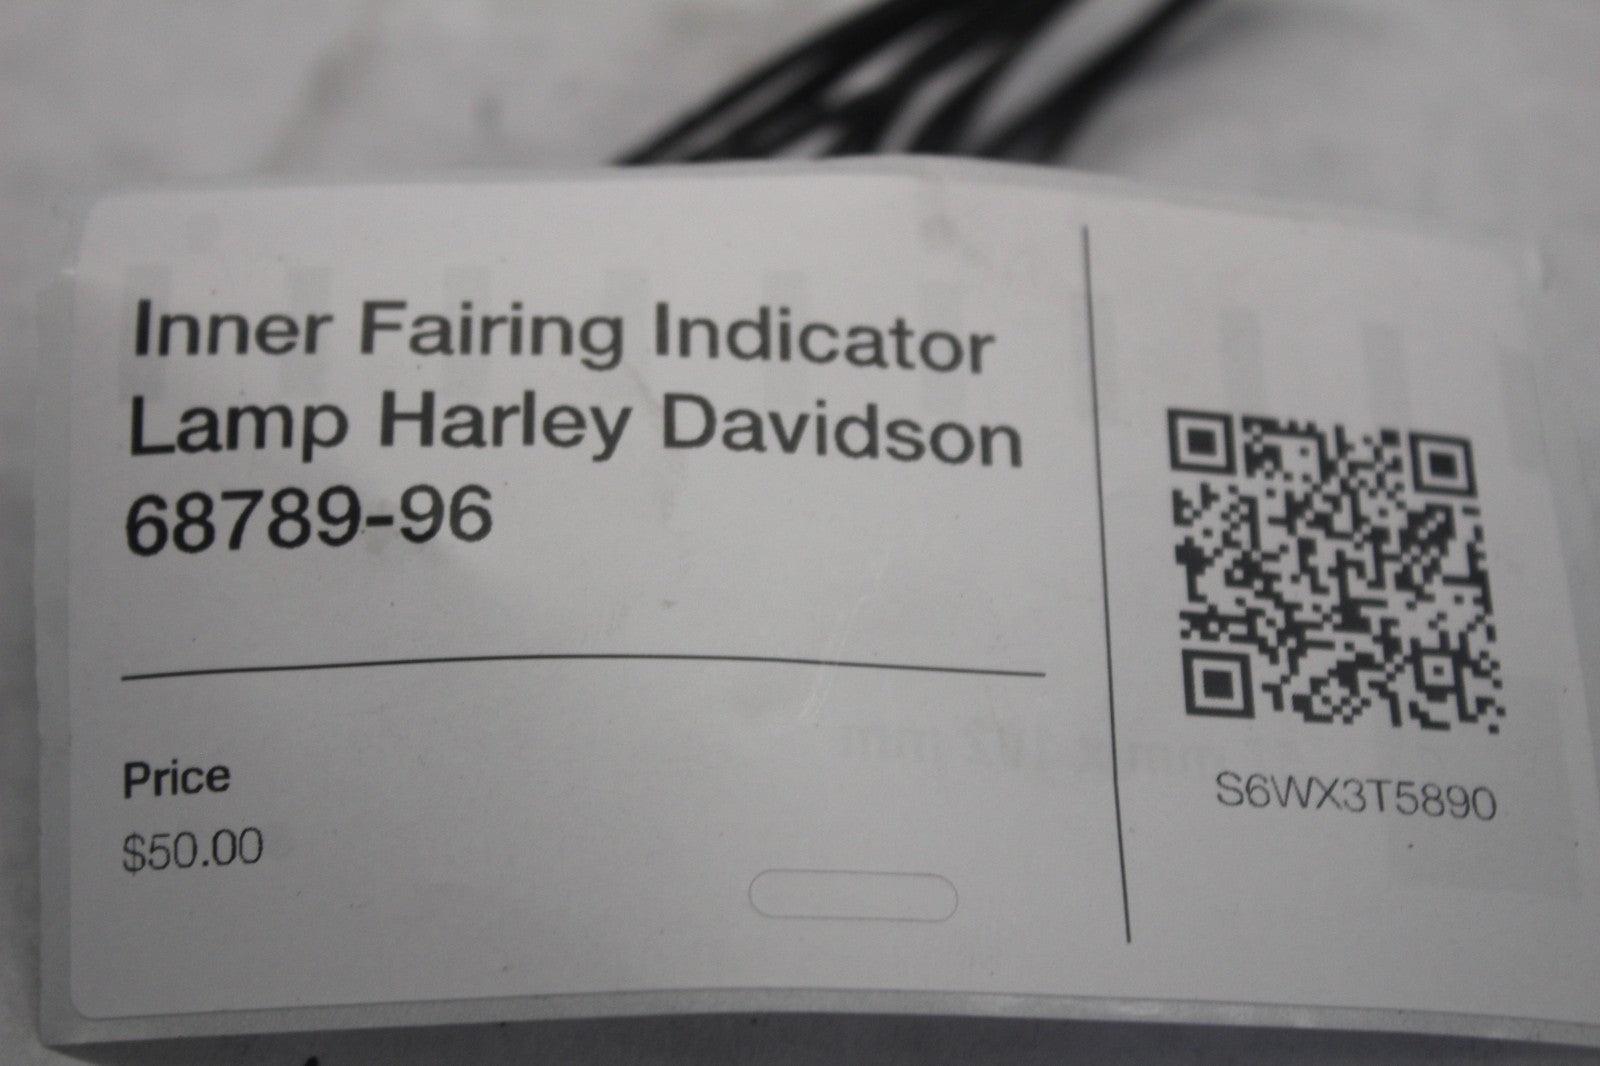 Inner Fairing Indicator
Lamp Harley Davidson
68789-96
Price
$50.00
S6WX3T5890